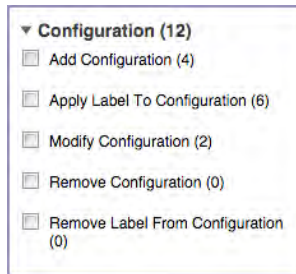 Configuration (12)
Add Configuration (4)
Apply Label To Configuration (6)
Modify Configuration (2)
Remove Configuration (0)
Remove Label From Configuration
(0)